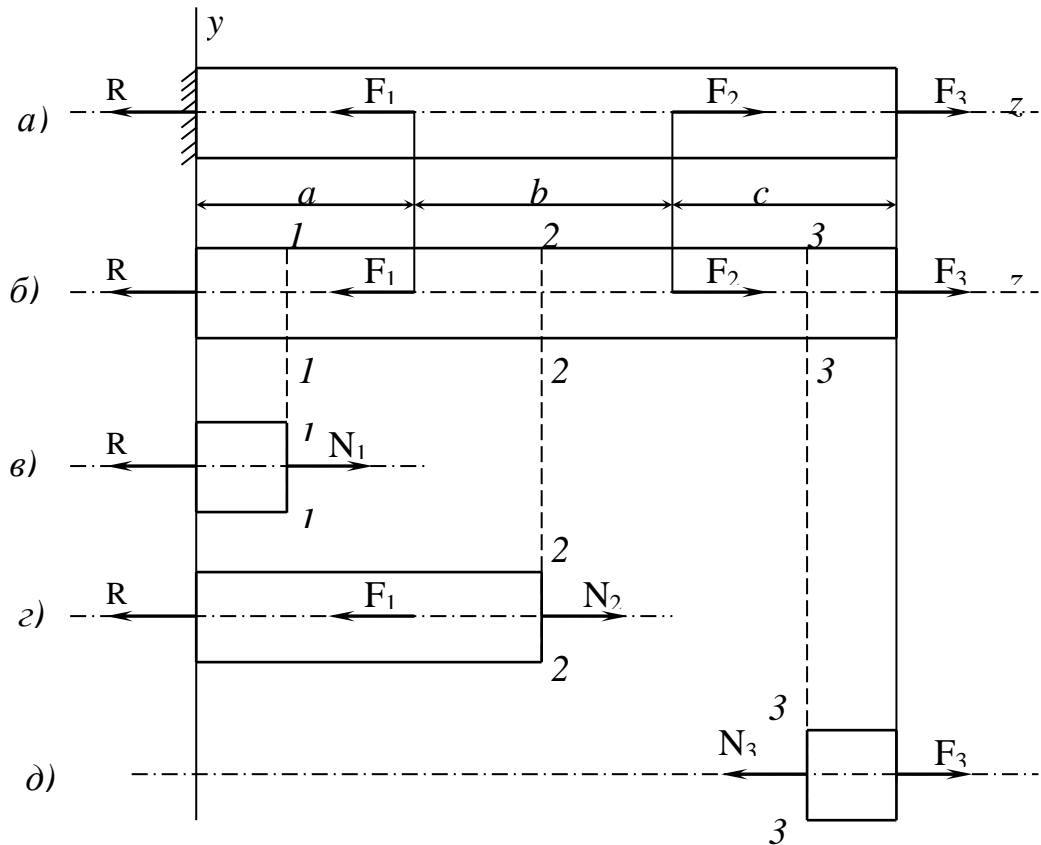 y
а) R F₁ F₂ F₃ z
a b c
1 2 3
б) R F₁ F₂ F₃ z
1 2 3
1
в) R N₁
1
2
г) R F₁ N₂
2
3
д) N₃ F₃
3